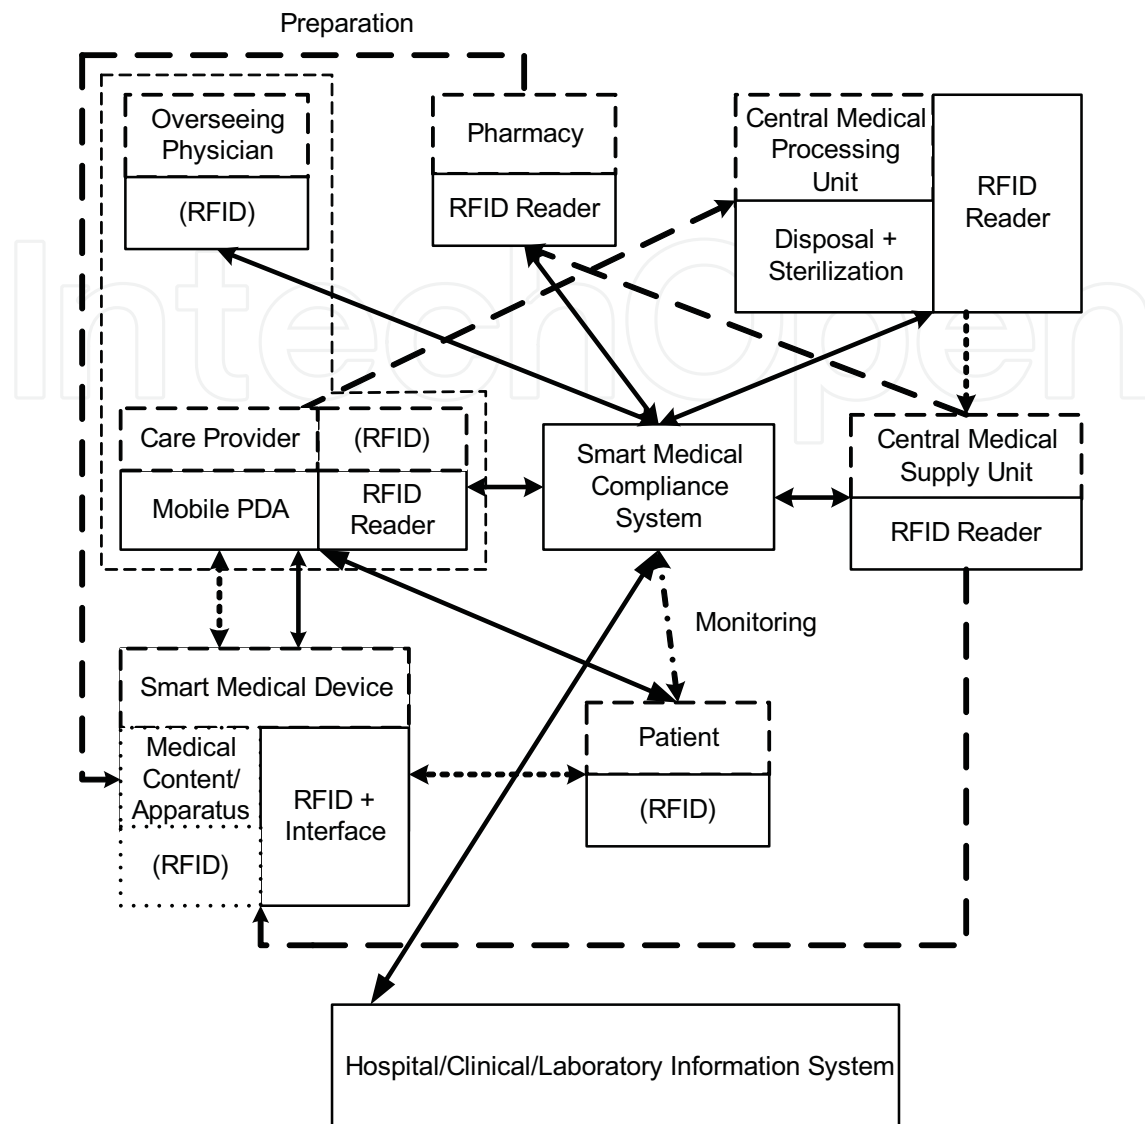 Preparation
Overseeing
Physician
(RFID)
Pharmacy
RFID Reader
Central Medical
Processing
Unit
Disposal +
Sterilization
RFID
Reader
IntechOpen
Care Provider
(RFID)
Mobile PDA
RFID
Reader
Smart Medical
Compliance
System
Central Medical
Supply Unit
RFID Reader
Monitoring
Smart Medical Device
Medical
Content/
Apparatus
(RFID)
RFID +
Interface
Patient
(RFID)
Hospital/Clinical/Laboratory Information System